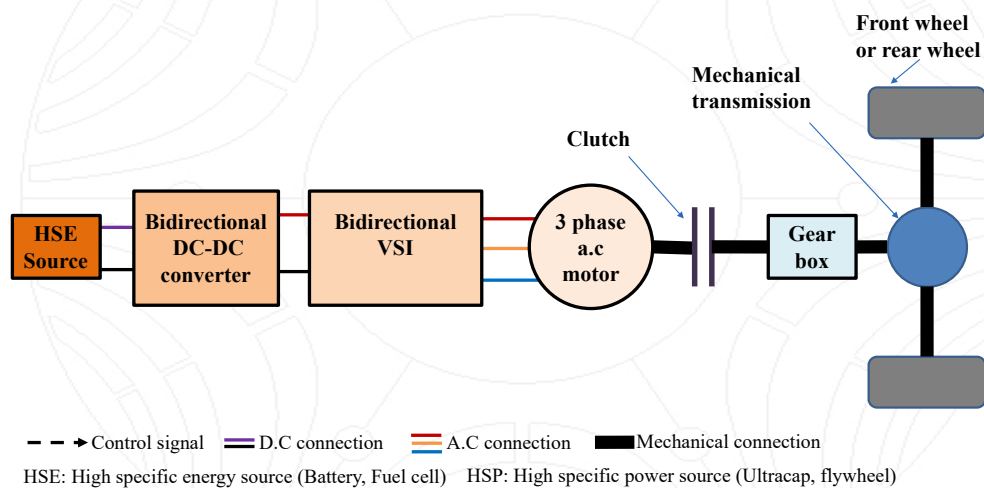 Front wheel
or rear wheel
Mechanical
transmission
Clutch
HSE
Source
Bidirectional
DC-DC
converter
Bidirectional
VSI
3 phase
a.c
motor
Gear
box
Control signal
D.C connection
A.C connection
Mechanical connection
HSE: High specific energy source (Battery, Fuel cell)
HSP: High specific power source (Ultracap, flywheel)